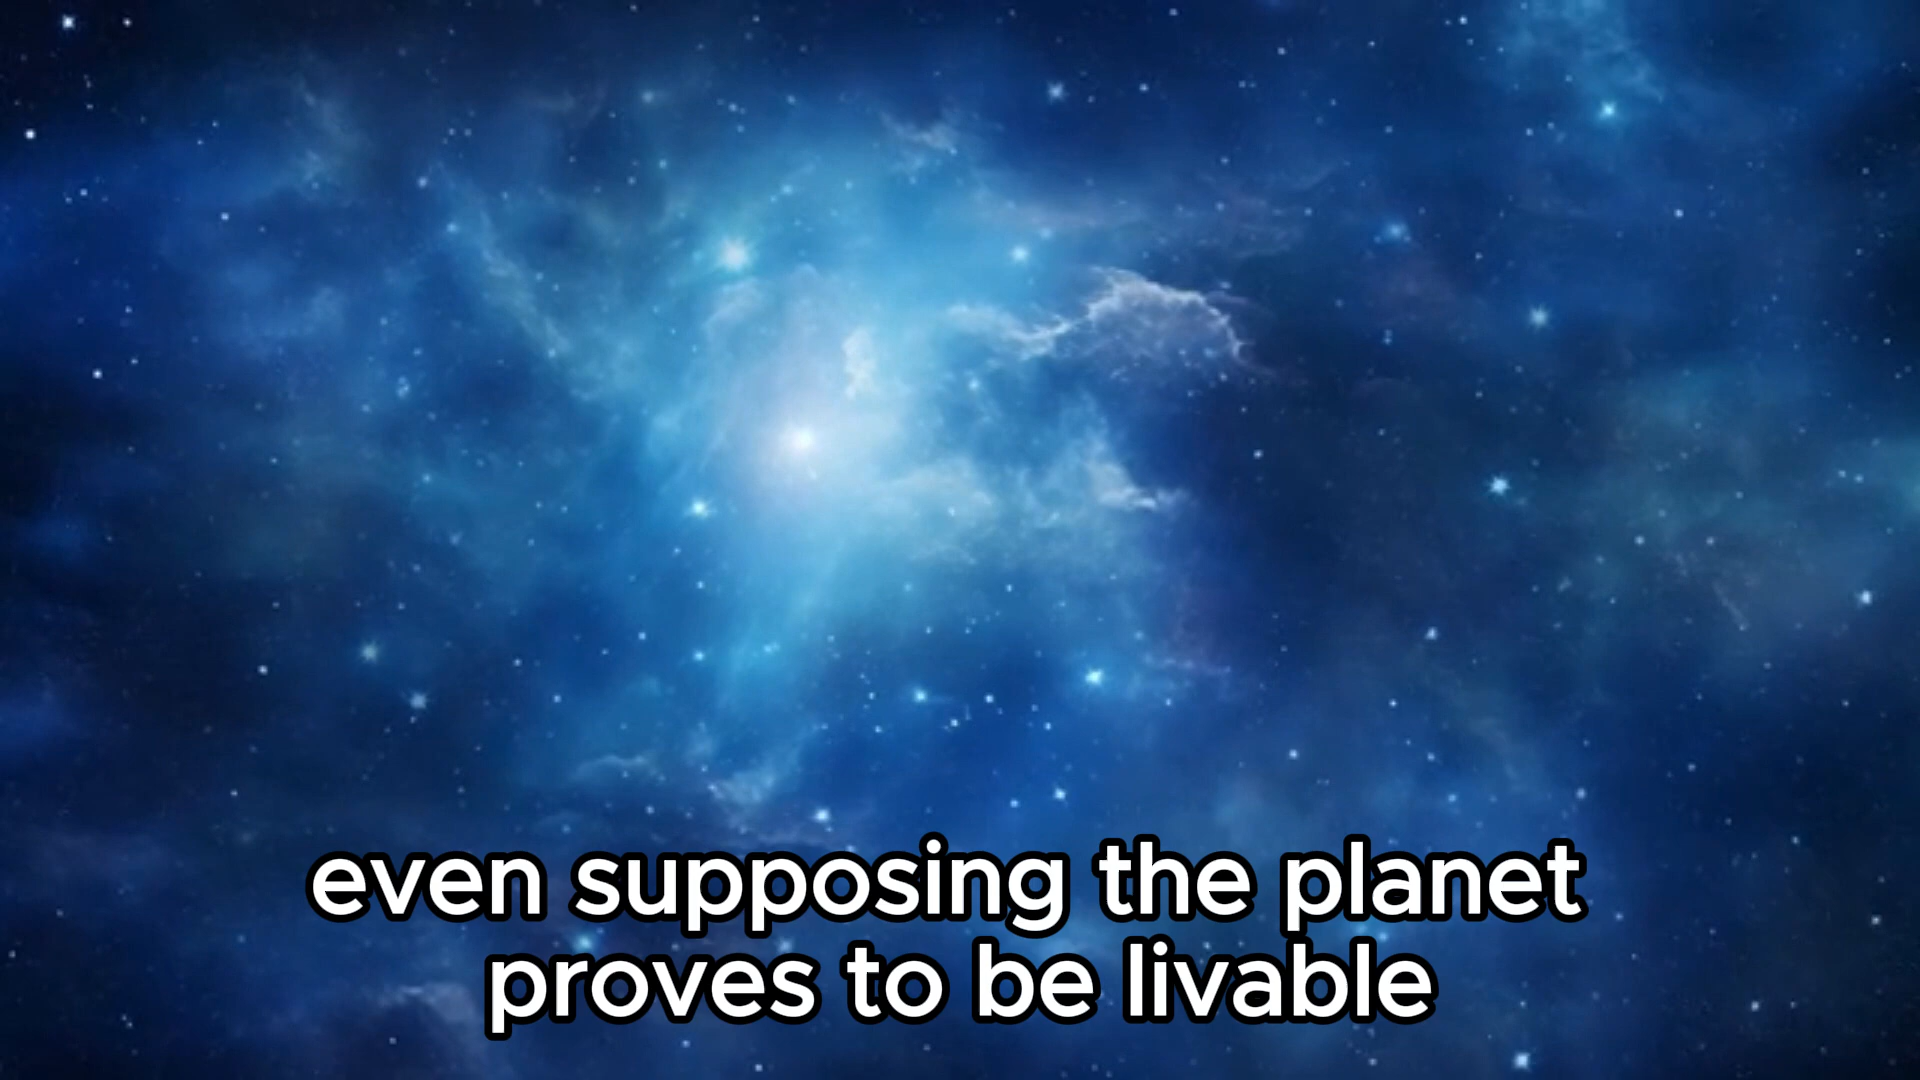 even supposing the planet
proves to be livable